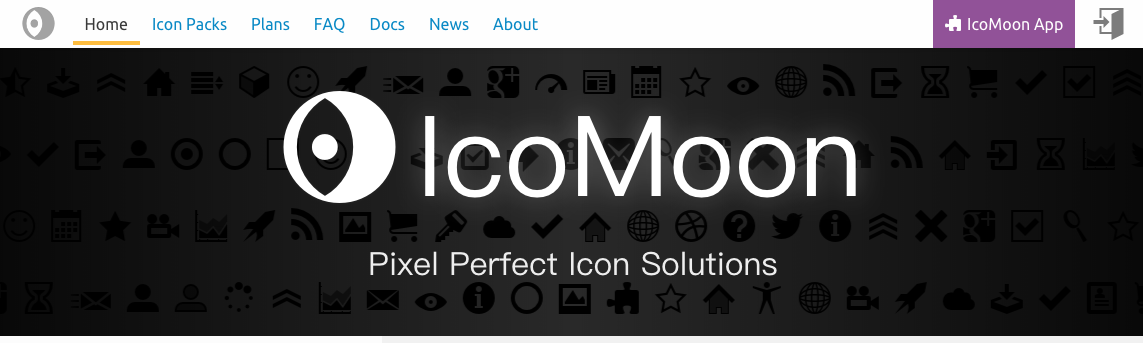 Home Icon Packs Plans FAQ Docs News About IcoMoon App
IcoMoon
Pixel Perfect Icon Solutions